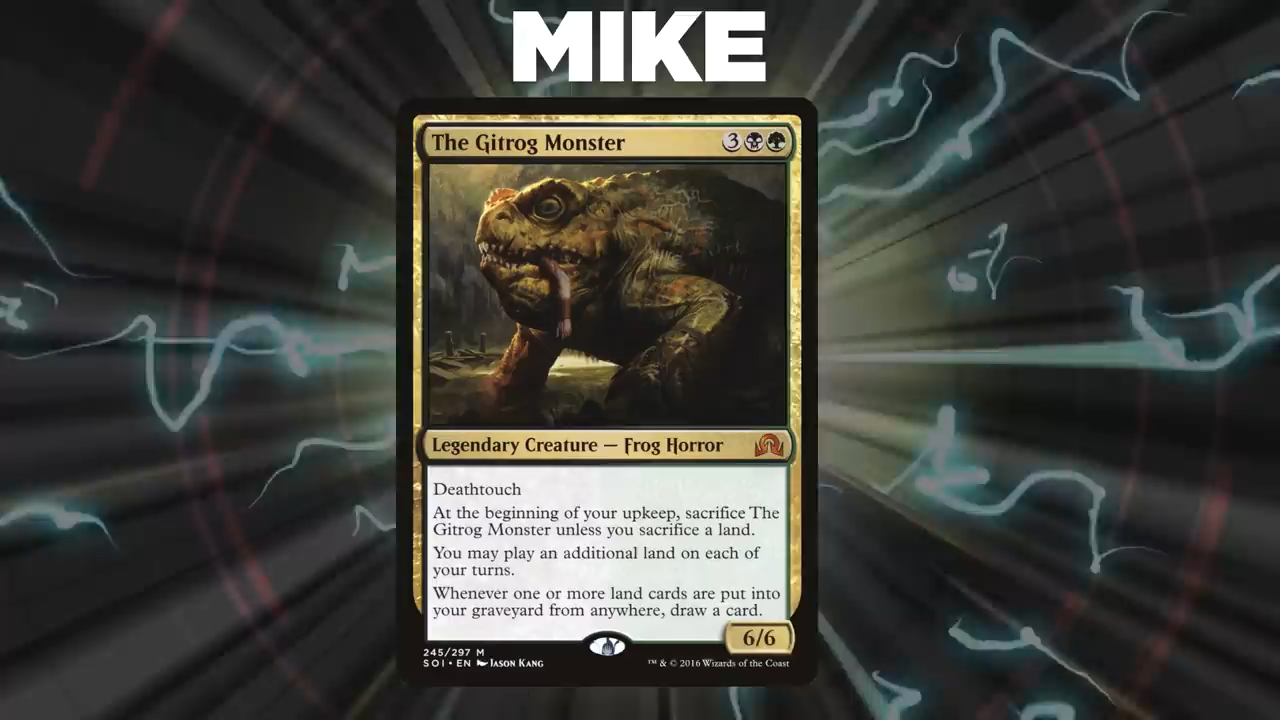 MIKE
The Gitrog Monster 3
Legendary Creature — Frog Horror
Deathtouch
At the beginning of your upkeep, sacrifice The
Gitrog Monster unless you sacrifice a land.
You may play an additional land on each of
your turns.
Whenever one or more land cards are put into
your graveyard from anywhere, draw a card.
6/6
245/297 M
SOI • EN JASON KANG
™ & © 2016 Wizards of the Coast